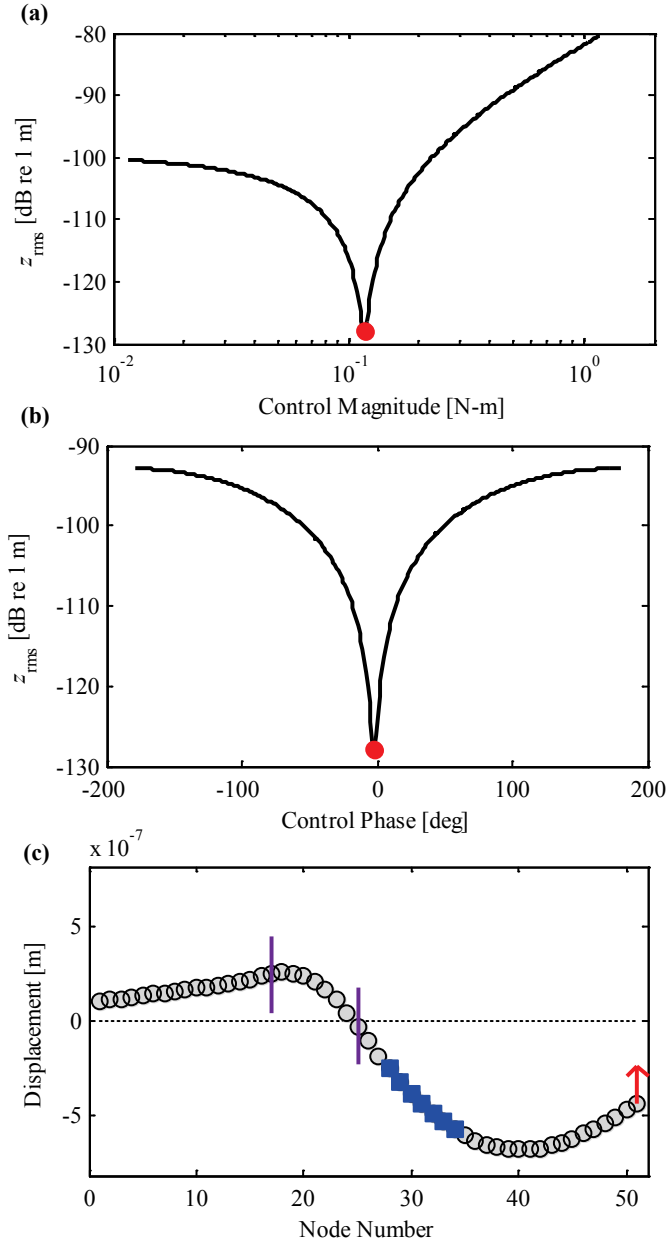 (a)
-80
-90
-100
-110
-120
-130
z_rms [dB re 1 m]
10^-2
10^-1
10^0
Control Magnitude [N-m]
(b)
-90
-100
-110
-120
-130
z_rms [dB re 1 m]
-200
-100
0
100
200
Control Phase [deg]
(c)
x 10^-7
5
0
-5
Displacement [m]
0
10
20
30
40
50
Node Number